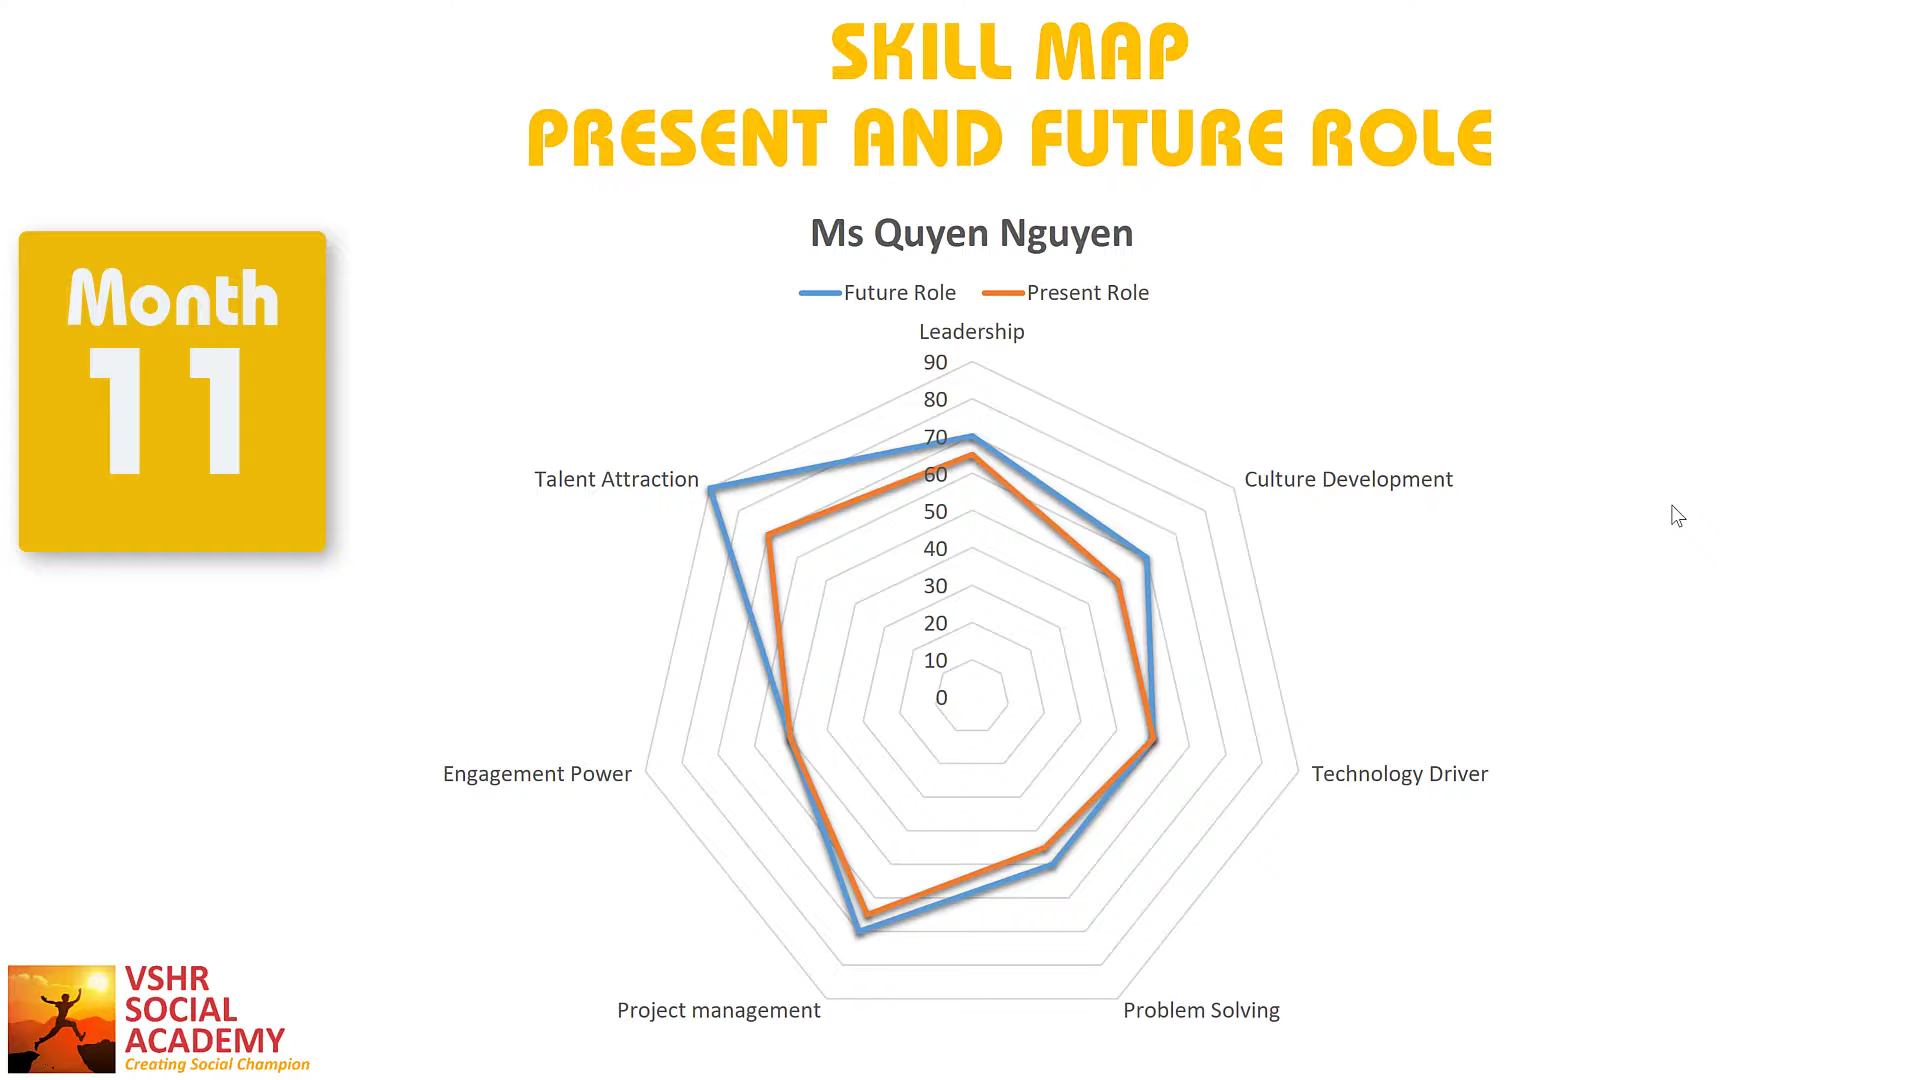 SKILL MAP
PRESENT AND FUTURE ROLE
Month
11
Ms Quyen Nguyen
Future Role
Present Role
Leadership
90
80
70
60
50
40
30
20
10
0
Talent Attraction
Culture Development
Engagement Power
Technology Driver
Project management
Problem Solving
VSHR
SOCIAL
ACADEMY
Creating Social Champion